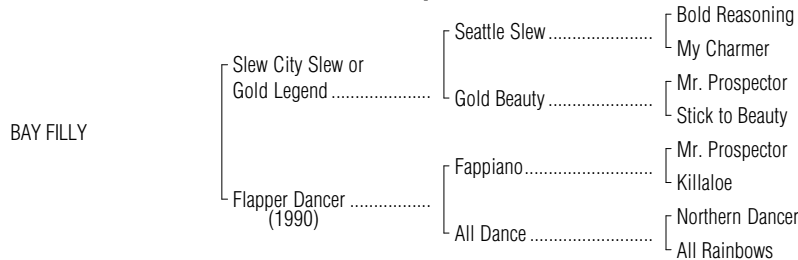 Bold Reasoning
Seattle Slew......................
My Charmer
Slew City Slew or
Gold Legend.....................
Mr. Prospector
Gold Beauty.......................
Stick to Beauty
BAY FILLY
Mr. Prospector
Fappiano...........................
Killaloe
Flapper Dancer.................
(1990)
Northern Dancer
All Dance..........................
All Rainbows